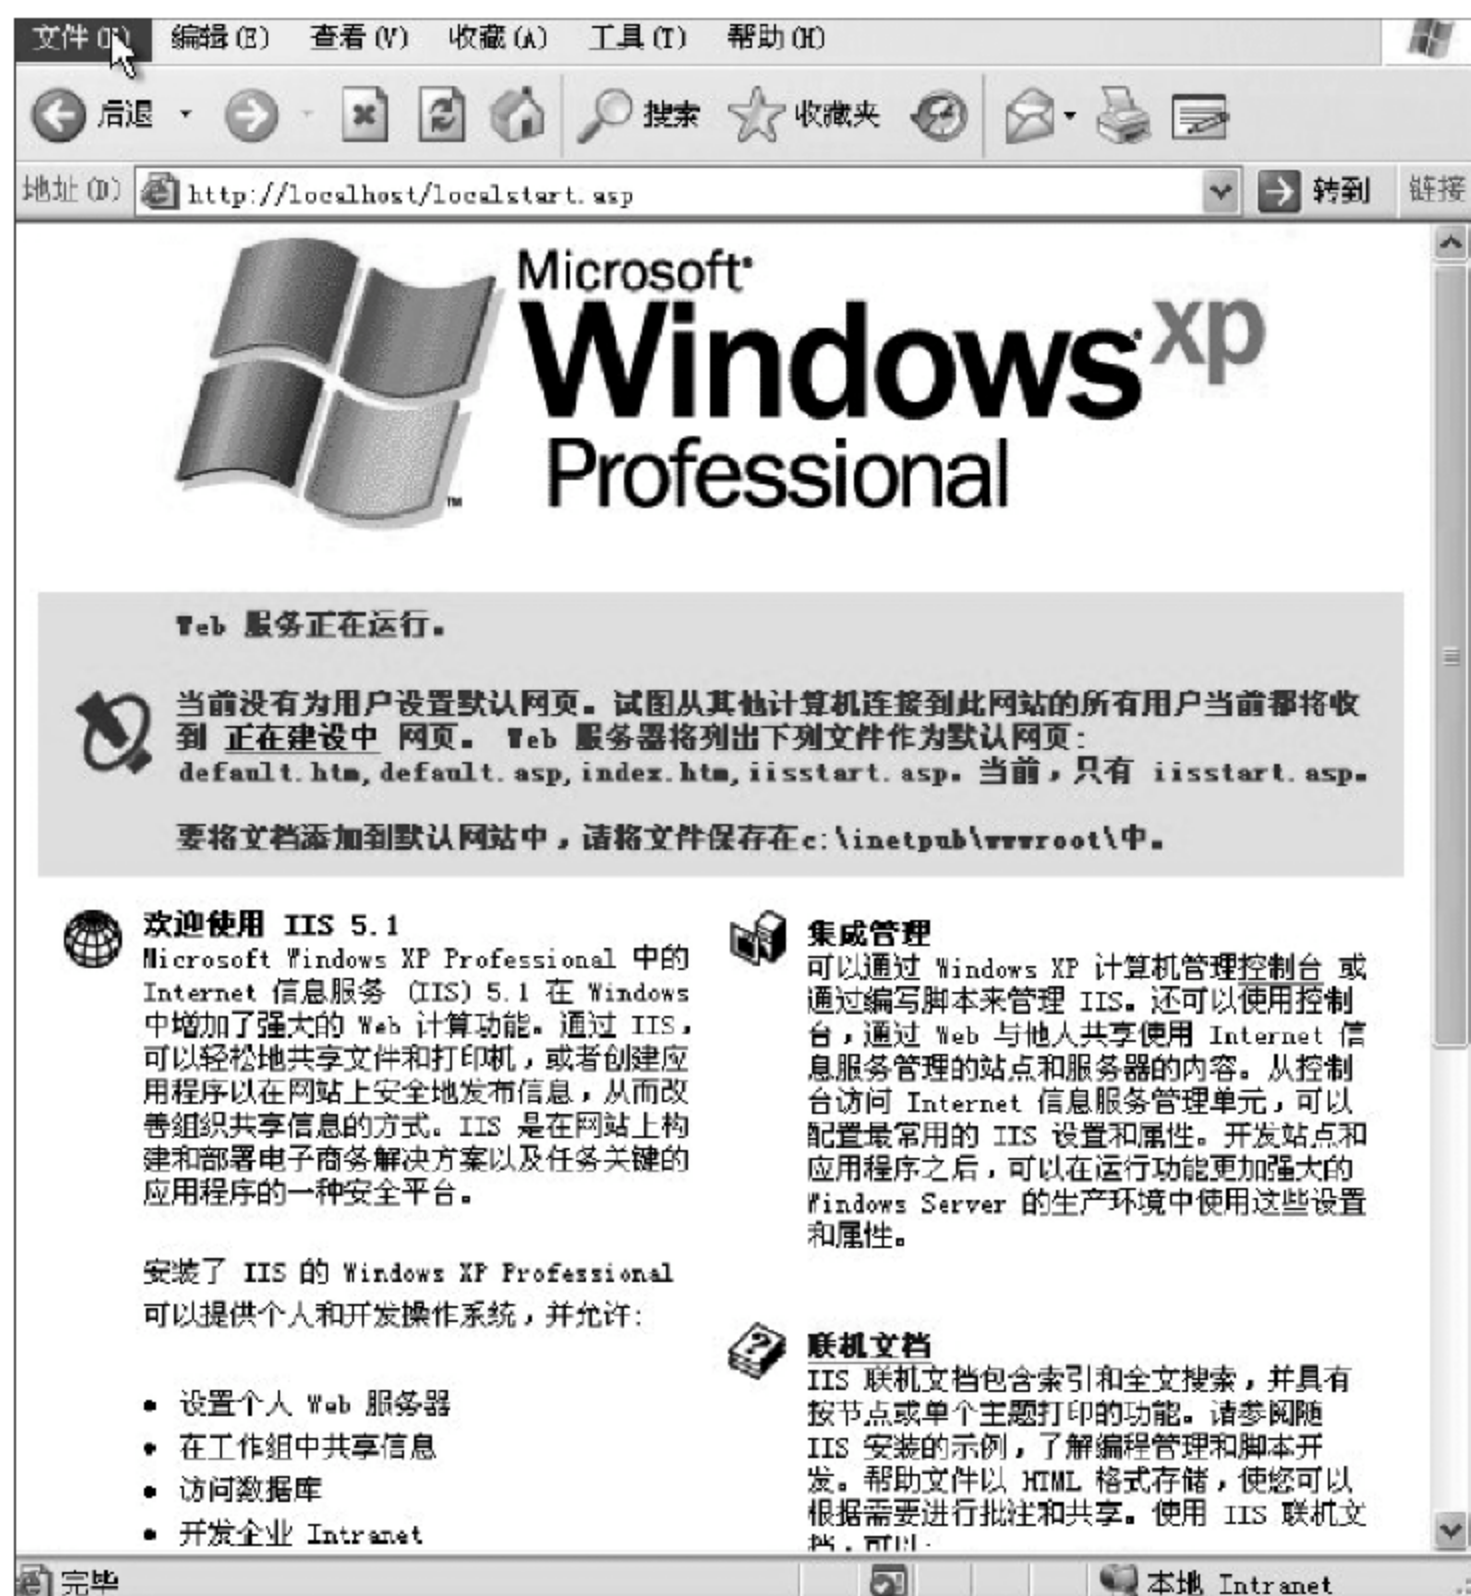 文件(F) 编辑(E) 查看(V) 收藏(A) 工具(T) 帮助(H)
后退 搜索 收藏夹
地址(D) http://localhost/localstart.asp 转到 链接
Microsoft
Windows xp
Professional
TM
Web 服务正在运行。
当前没有为用户设置默认网页。试图从其他计算机连接到此网站的所有用户当前都将收
到 正在建设中 网页。 Web 服务器将列出下列文件作为默认网页:
default.htm,default.asp,index.htm,iisstart.asp。当前，只有 iisstart.asp。
要将文档添加到默认网站中，请将文件保存在c:\inetpub\wwwroot\中。
欢迎使用 IIS 5.1
Microsoft Windows XP Professional 中的
Internet 信息服务 (IIS) 5.1 在 Windows
中增加了强大的 Web 计算功能。通过 IIS，
可以轻松地共享文件和打印机，或者创建应
用程序以在网站上安全地发布信息，从而改
善组织共享信息的方式。IIS 是在网站上构
建和部署电子商务解决方案以及任务关键的
应用程序的一种安全平台。
安装了 IIS 的 Windows XP Professional
可以提供个人和开发操作系统，并允许:
• 设置个人 Web 服务器
• 在工作组中共享信息
• 访问数据库
• 开发企业 Intranet
集成管理
可以通过 Windows XP 计算机管理控制台 或
通过编写脚本来管理 IIS。还可以使用控制
台，通过 Web 与他人共享使用 Internet 信
息服务管理的站点和服务器的内容。从控制
台访问 Internet 信息服务管理单元，可以
配置最常用的 IIS 设置和属性。开发站点和
应用程序之后，可以在运行功能更加强大的
Windows Server 的生产环境中使用这些设置
和属性。
联机文档
IIS 联机文档包含索引和全文搜索，并具有
按节点或单个主题打印的功能。请参阅随
IIS 安装的示例，了解编程管理和脚本开
发。帮助文件以 HTML 格式存储，使您可以
根据需要进行批注和共享。使用 IIS 联机文
档，可以:
完毕 本地 Intranet